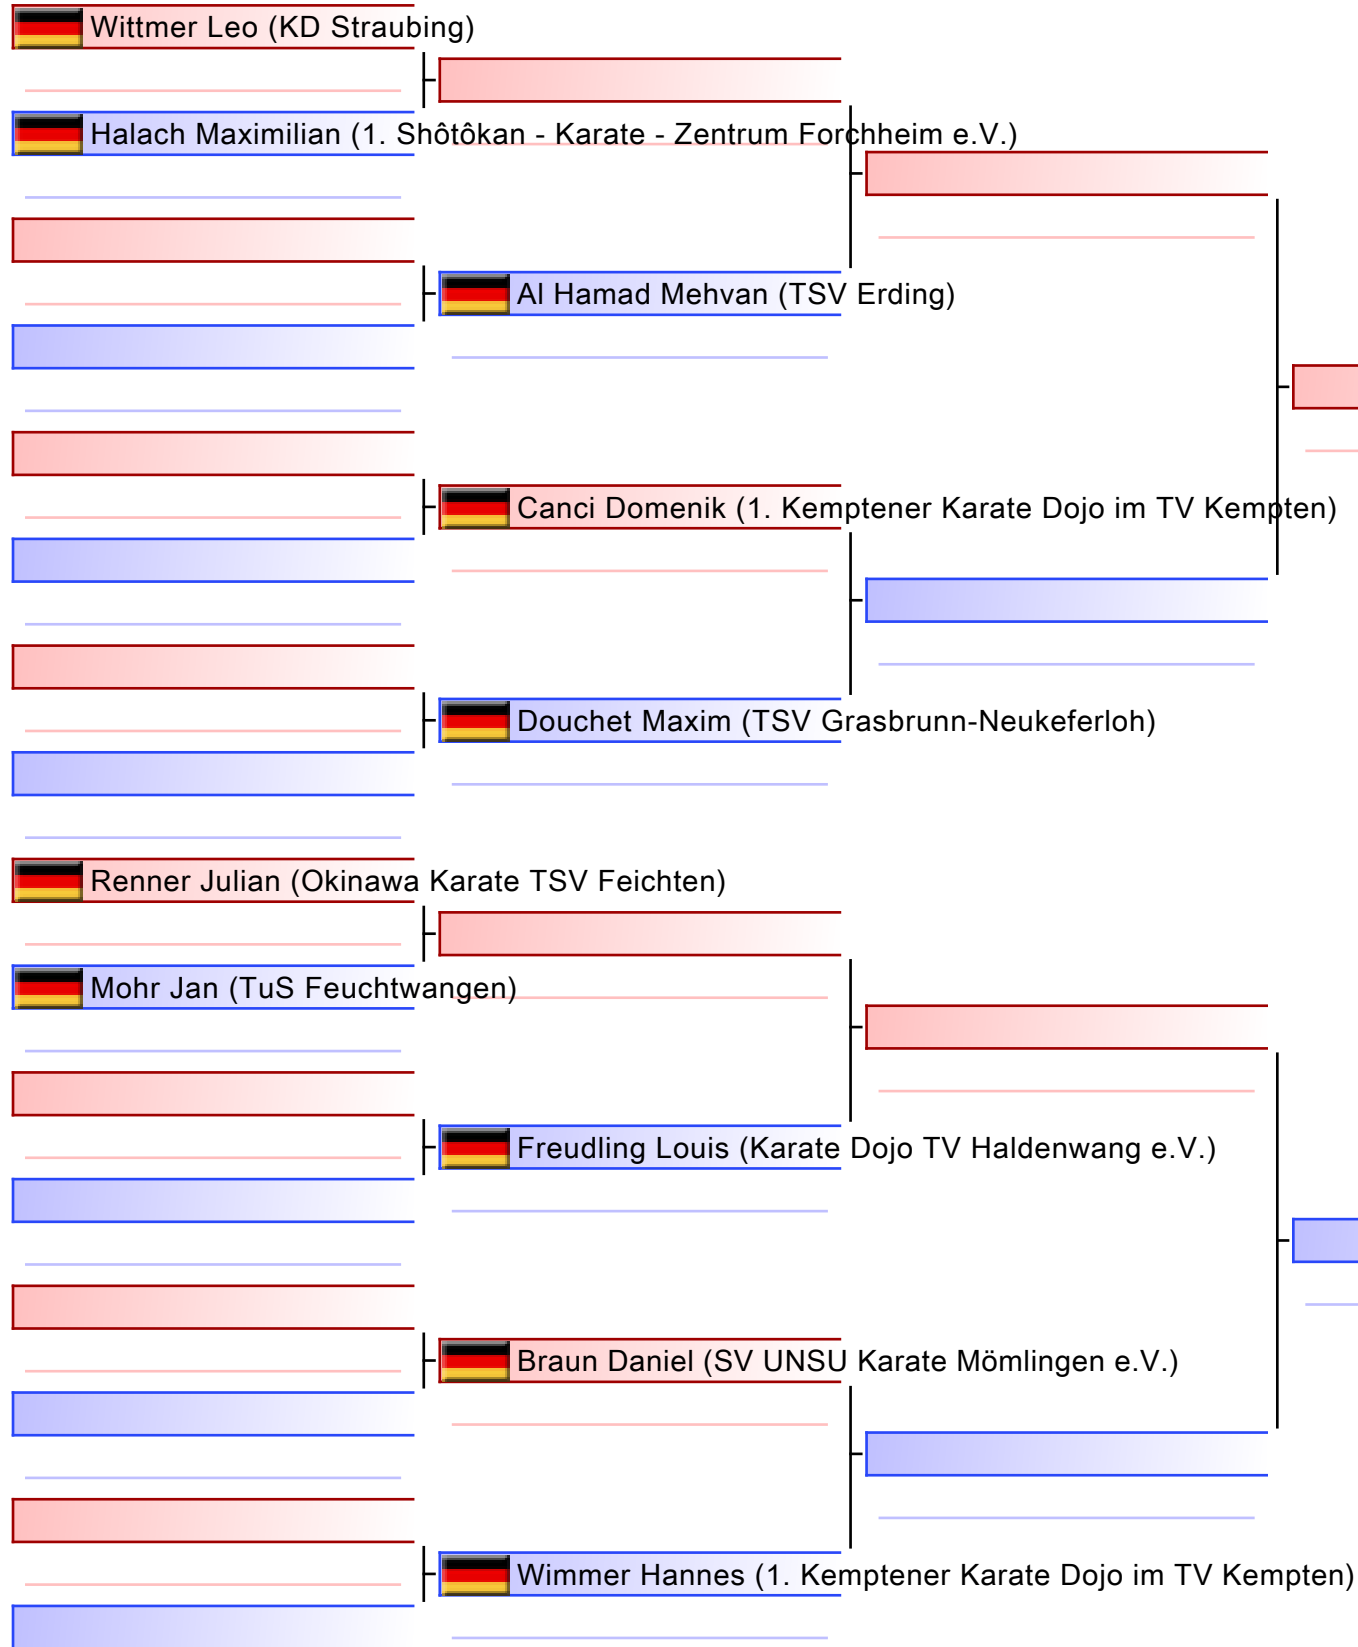 Wittmer Leo (KD Straubing)
Halach Maximilian (1. Shôtôkan - Karate - Zentrum Forchheim e.V.)
Al Hamad Mehvan (TSV Erding)
Canci Domenik (1. Kemptener Karate Dojo im TV Kempten)
Douchet Maxim (TSV Grasbrunn-Neukeferloh)
Renner Julian (Okinawa Karate TSV Feichten)
Mohr Jan (TuS Feuchtwangen)
Freudling Louis (Karate Dojo TV Haldenwang e.V.)
Braun Daniel (SV UNSU Karate Mömlingen e.V.)
Wimmer Hannes (1. Kemptener Karate Dojo im TV Kempten)